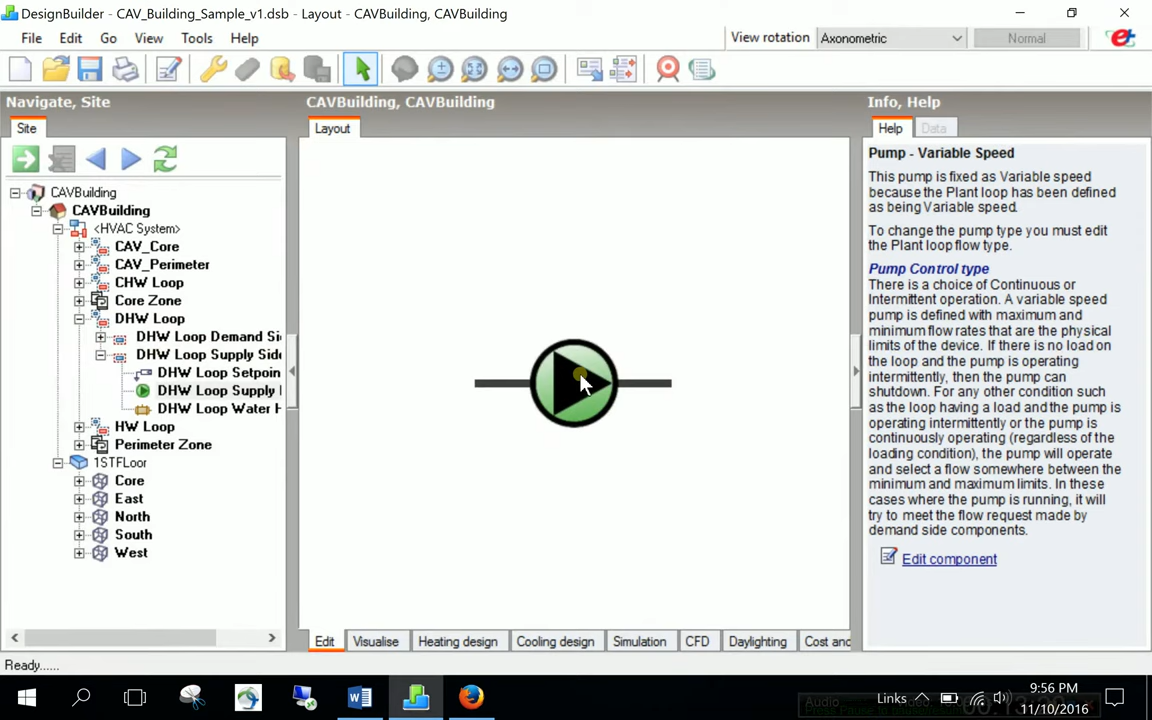 DesignBuilder - CAV_Building_Sample_v1.dsb - Layout - CAVBuilding, CAVBuilding
File Edit Go View Tools Help
View rotation Axonometric Normal
Navigate, Site
Site
CAVBuilding
CAVBuilding
<HVAC System>
CAV_Core
CAV_Perimeter
CHW Loop
Core Zone
DHW Loop
DHW Loop Demand Si
DHW Loop Supply Side
DHW Loop Setpoin
DHW Loop Supply
DHW Loop Water H
HW Loop
Perimeter Zone
1STFLoor
Core
East
North
South
West
CAVBuilding, CAVBuilding
Layout
Edit Visualise Heating design Cooling design Simulation CFD Daylighting Cost and
Info, Help
Help Data
Pump - Variable Speed
This pump is fixed as Variable speed
because the Plant loop has been defined
as being Variable speed.
To change the pump type you must edit
the Plant loop flow type.
Pump Control type
There is a choice of Continuous or
Intermittent operation. A variable speed
pump is defined with maximum and
minimum flow rates that are the physical
limits of the device. If there is no load on
the loop and the pump is operating
intermittently, then the pump can
shutdown. For any other condition such
as the loop having a load and the pump is
operating intermittently or the pump is
continuously operating (regardless of the
loading condition), the pump will operate
and select a flow somewhere between the
minimum and maximum limits. In these
cases where the pump is running, it will
try to meet the flow request made by
demand side components.
Edit component
Ready......
Links
9:56 PM
11/10/2016